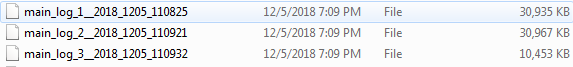 main_log_1__2018_1205_110825 12/5/2018 7:09 PM File 30,935 KB
main_log_2__2018_1205_110921 12/5/2018 7:09 PM File 30,967 KB
main_log_3__2018_1205_110932 12/5/2018 7:09 PM File 10,453 KB